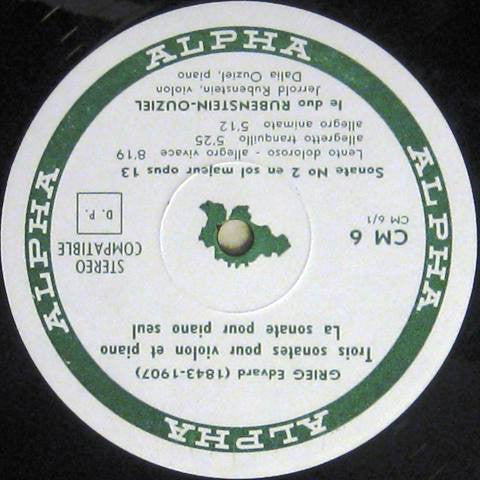 ALPHA
ALPHA
ALPHA
ALPHA
GRIEG Edvard (1843-1907)
Trois sonates pour violon et piano
La sonate pour piano seul
CM 6
CM 6/1
STEREO
COMPATIBLE
D. P.
Sonate No 2 en sol majeur opus 13
Lento doloroso - allegro vivace 8'19
allegretto tranquillo 5'25
allegro animato 5'12
le duo RUBENSTEIN-OUZIEL
Jerrold Rubenstein, violon
Dalia Ouziel, piano